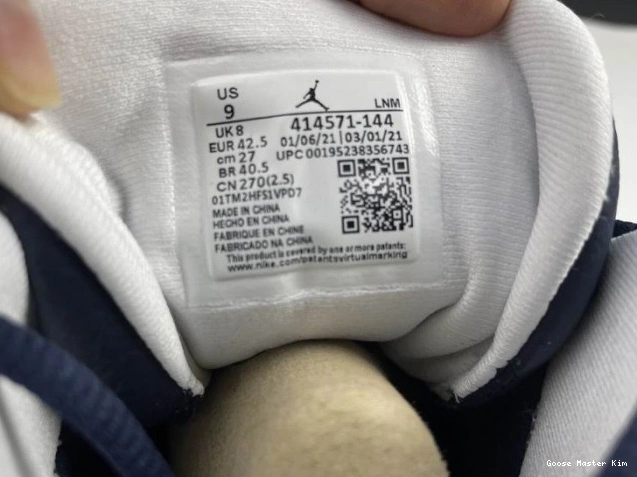 US
9
LNM
414571-144
UK 8
01/06/21 03/01/21
EUR 42.5
UPC 00195238356743
cm 27
BR 40.5
CN 270(2.5)
01TM2HFS1VPD7
MADE IN CHINA
HECHO EN CHINA
FABRIQUE EN CHINE
FABRICADO NA CHINA
This product is covered by one or more patents:
www.nike.com/patentsvirtualmarking
Goose Master Kim